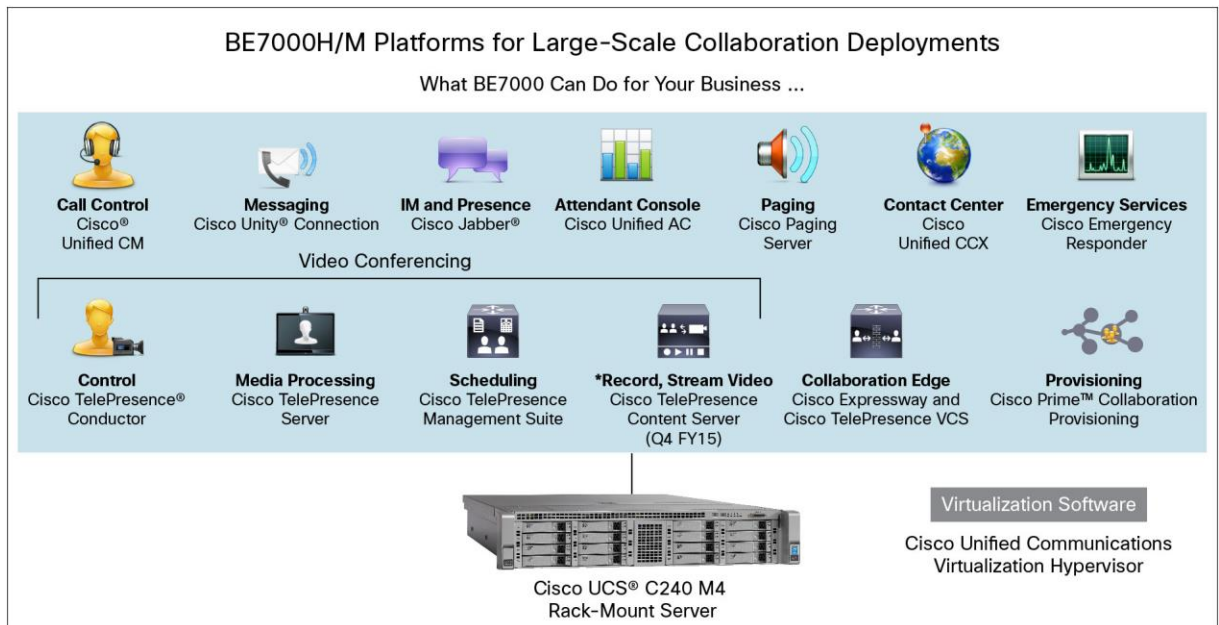 BE7000H/M Platforms for Large-Scale Collaboration Deployments
What BE7000 Can Do for Your Business ...
Call Control
Cisco®
Unified CM
Messaging
Cisco Unity® Connection
IM and Presence
Cisco Jabber®
Attendant Console
Cisco Unified AC
Paging
Cisco Paging
Server
Contact Center
Cisco
Unified CCX
Emergency Services
Cisco Emergency
Responder
Video Conferencing
Control
Cisco TelePresence®
Conductor
Media Processing
Cisco TelePresence
Server
Scheduling
Cisco TelePresence
Management Suite
*Record, Stream Video
Cisco TelePresence
Content Server
(Q4 FY15)
Collaboration Edge
Cisco Expressway and
Cisco TelePresence VCS
Provisioning
Cisco Prime™ Collaboration
Provisioning
Cisco UCS® C240 M4
Rack-Mount Server
Virtualization Software
Cisco Unified Communications
Virtualization Hypervisor